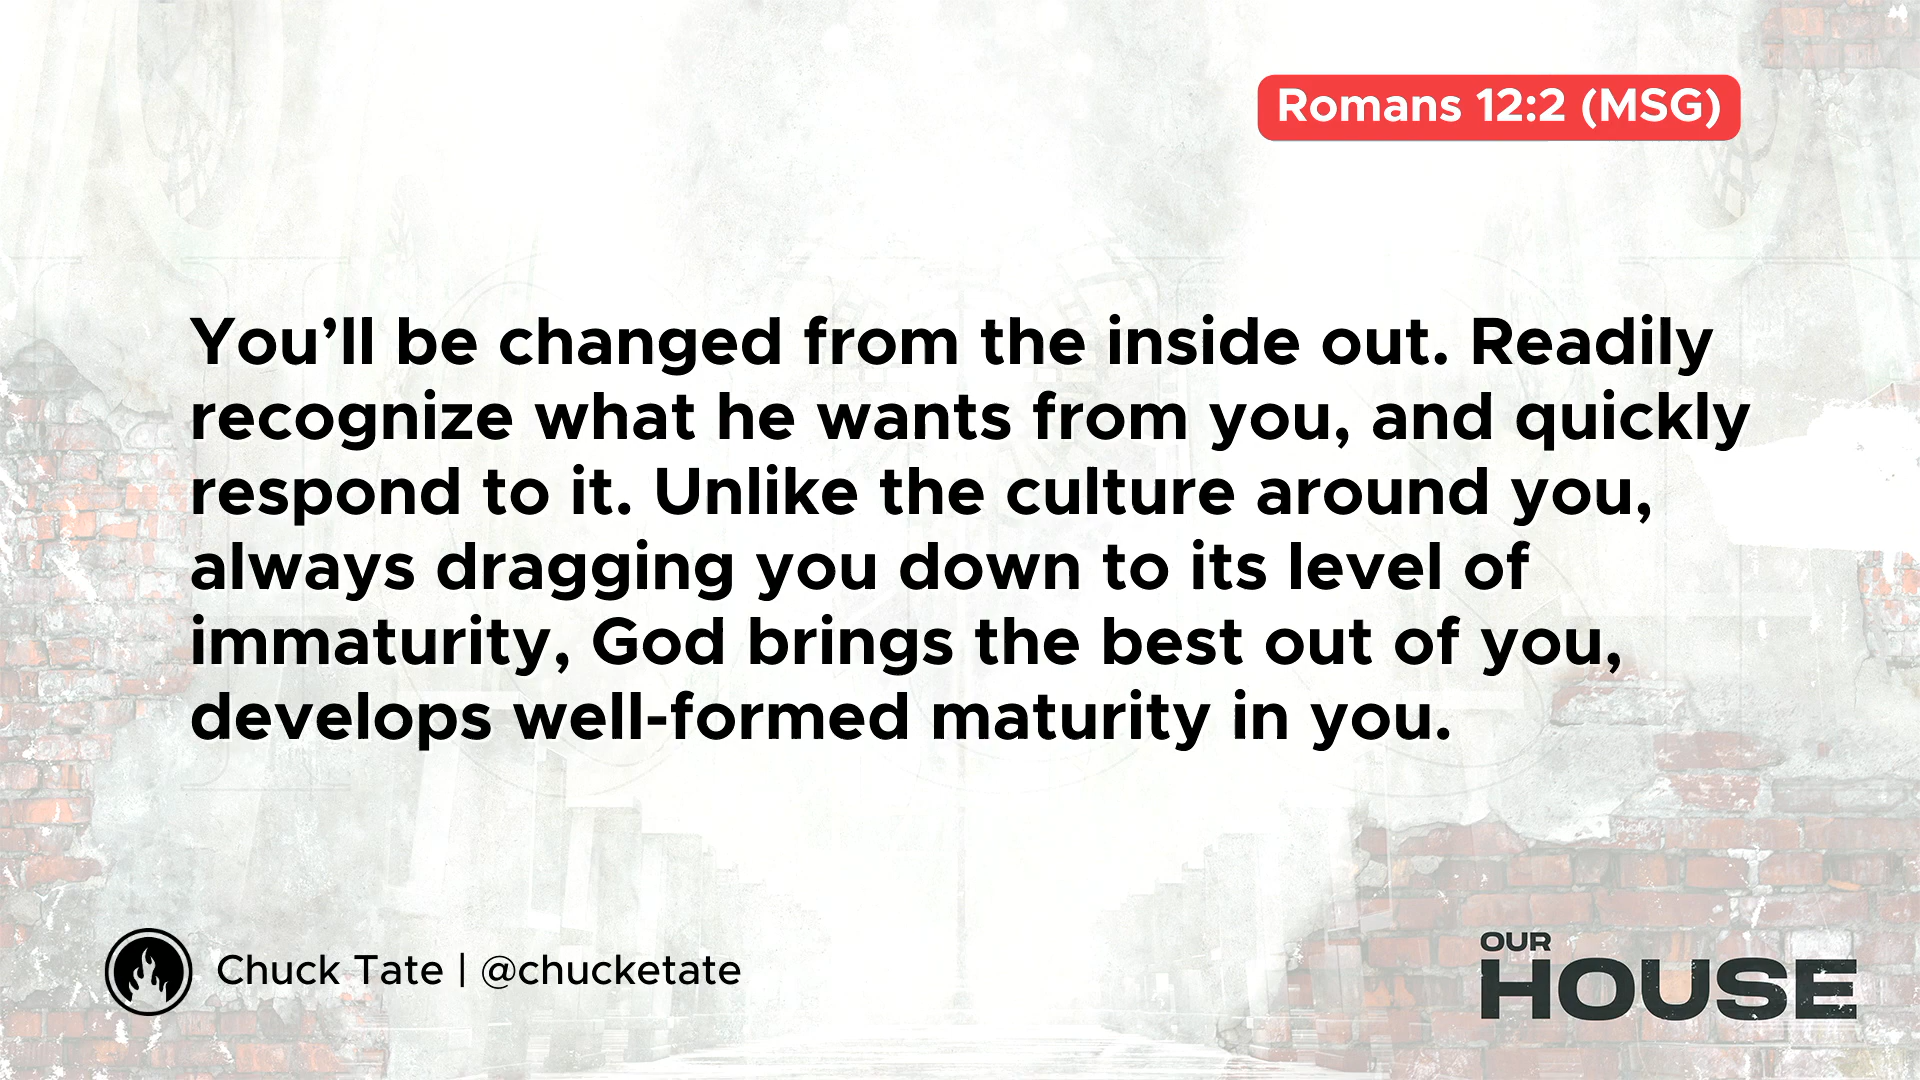 Romans 12:2 (MSG)
You’ll be changed from the inside out. Readily
recognize what he wants from you, and quickly
respond to it. Unlike the culture around you,
always dragging you down to its level of
immaturity, God brings the best out of you,
develops well-formed maturity in you.
Chuck Tate | @chucketate
OUR
HOUSE